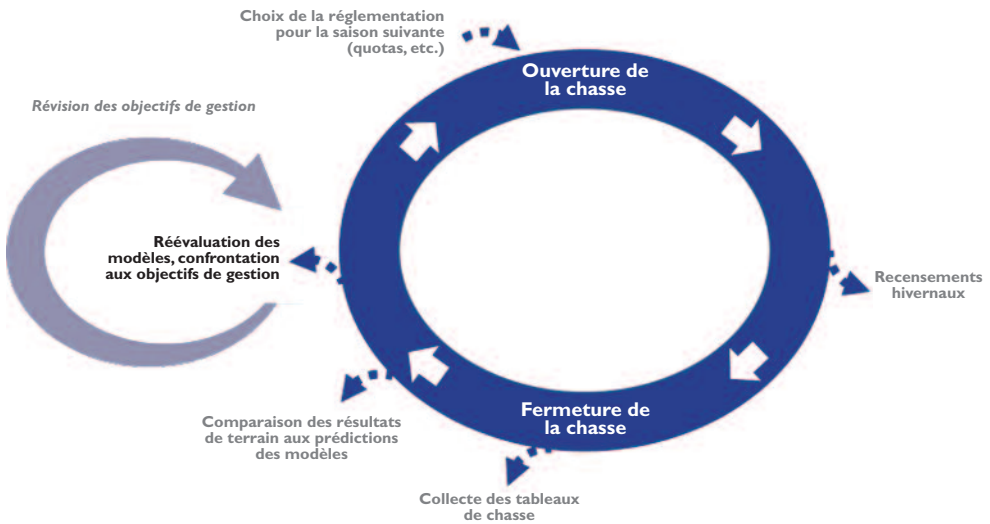 Choix de la réglementation
pour la saison suivante
(quotas, etc.)
Ouverture de
la chasse
Révision des objectifs de gestion
Réévaluation des
modèles, confrontation
aux objectifs de gestion
Recensements
hivernaux
Fermeture de
la chasse
Comparaison des résultats
de terrain aux prédictions
des modèles
Collecte des tableaux
de chasse